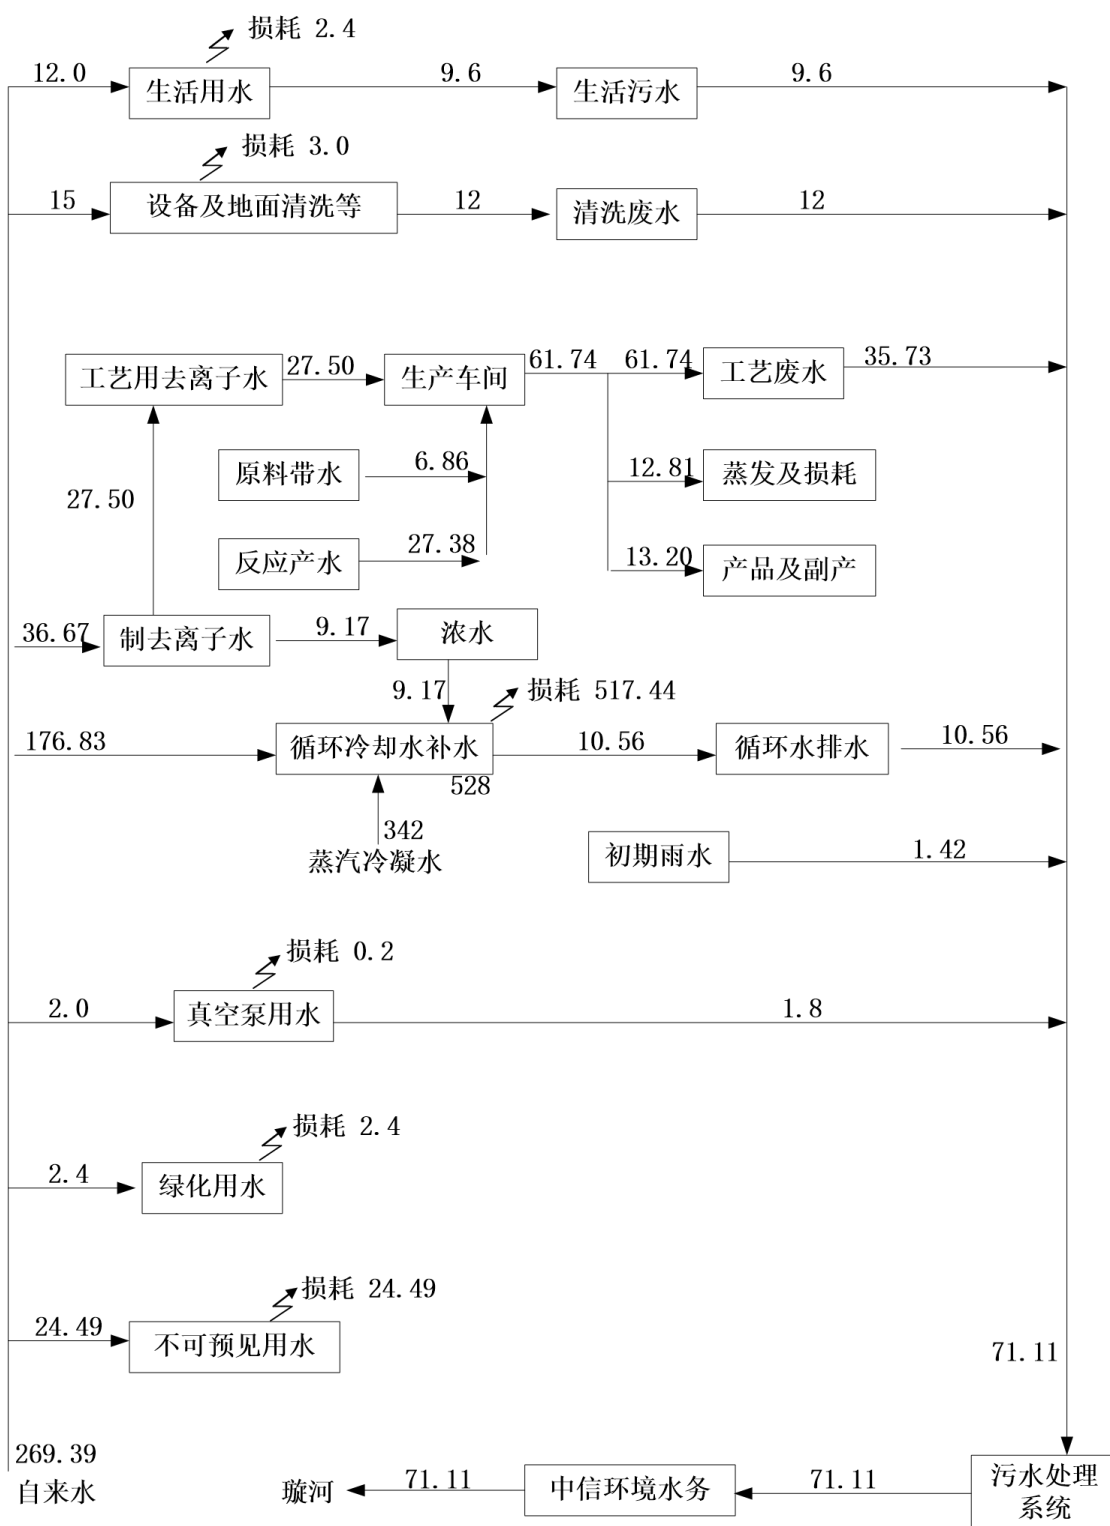 损耗 2.4
12.0
生活用水
9.6
生活污水
9.6
损耗 3.0
15
设备及地面清洗等
12
清洗废水
12
工艺用去离子水
27.50
生产车间
61.74
61.74
工艺废水
35.73
原料带水
6.86
12.81
蒸发及损耗
27.50
反应产水
27.38
13.20
产品及副产
36.67
制去离子水
9.17
浓水
9.17
损耗 517.44
176.83
循环冷却水补水
10.56
循环水排水
10.56
528
342
蒸汽冷凝水
初期雨水
1.42
损耗 0.2
2.0
真空泵用水
1.8
损耗 2.4
2.4
绿化用水
损耗 24.49
24.49
不可预见用水
71.11
269.39
自来水
璇河
71.11
中信环境水务
71.11
污水处理
系统